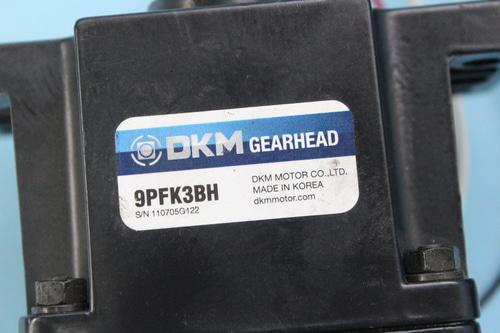 DKM GEARHEAD
9PFK3BH
S/N 110705G122
DKM MOTOR CO.,LTD.
MADE IN KOREA
dkmmotor.com